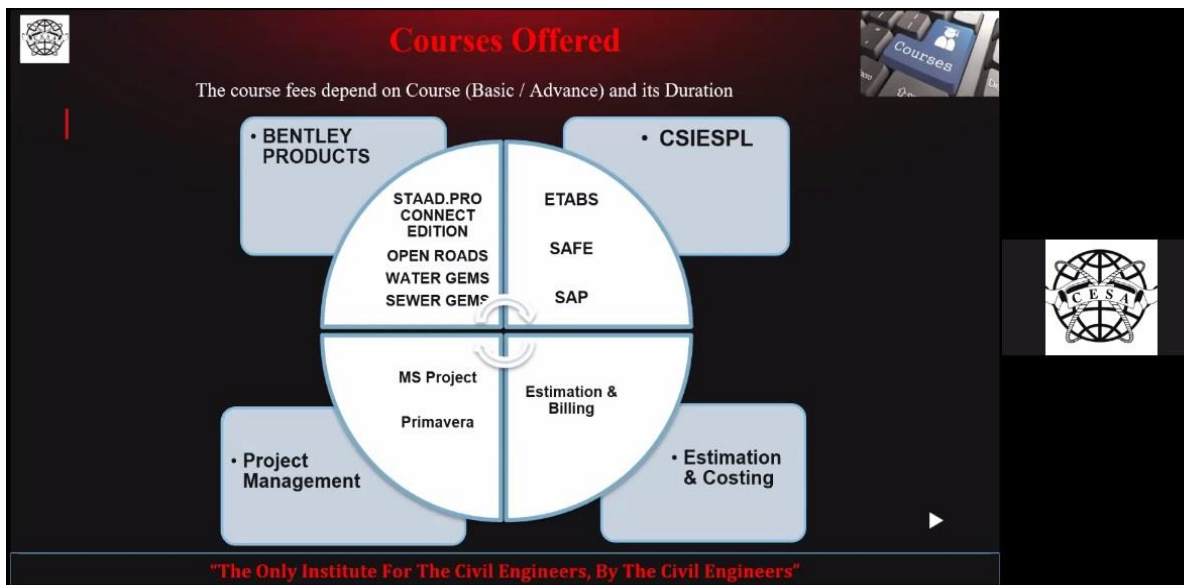 Courses Offered
Courses
The course fees depend on Course (Basic / Advance) and its Duration
• BENTLEY
PRODUCTS
• CSIESPL
STAAD.PRO
CONNECT
EDITION
OPEN ROADS
WATER GEMS
SEWER GEMS
ETABS
SAFE
SAP
MS Project
Primavera
Estimation &
Billing
• Project
Management
• Estimation
& Costing
CESA
“The Only Institute For The Civil Engineers, By The Civil Engineers”